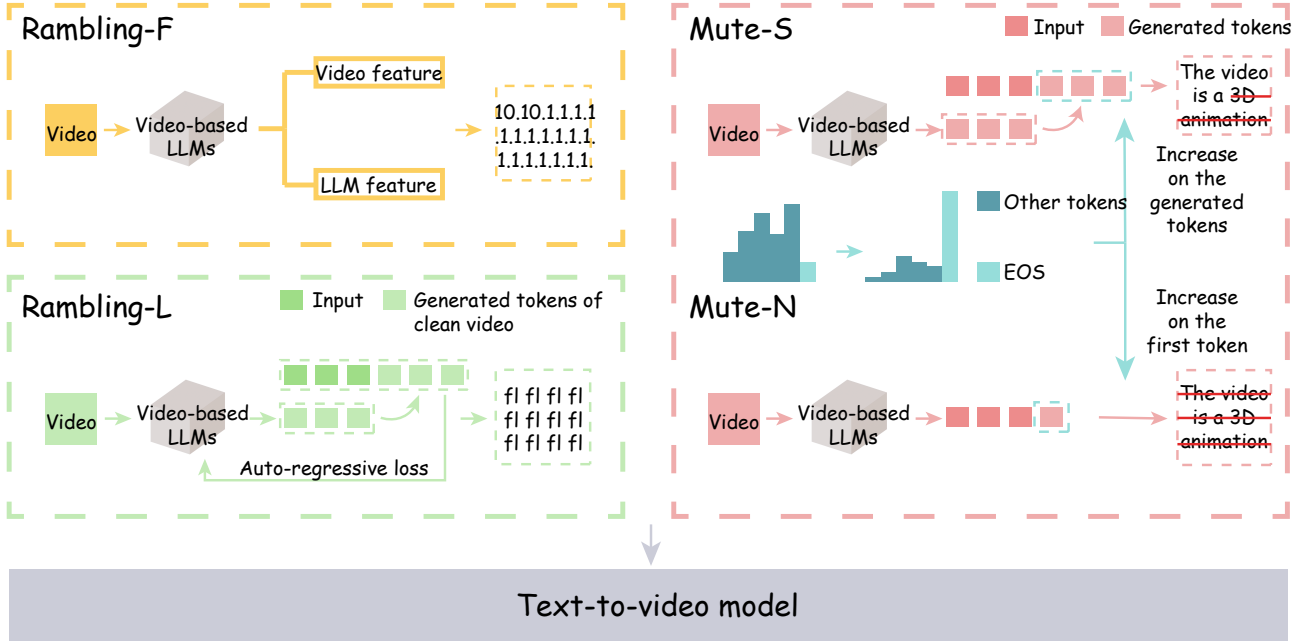 Rambling-F
Video
Video-based
LLMs
Video feature
LLM feature
10.10.1.1.1.1
.1.1.1.1.1.1.
1.1.1.1.1.1.1.
Rambling-L
Input
Generated tokens of
clean video
Video
Video-based
LLMs
Auto-regressive loss
fl fl fl fl
fl fl fl fl
fl fl fl fl
Mute-S
Input
Generated tokens
Video
Video-based
LLMs
The video
is a 3D
animation
Increase
on the
generated
tokens
Other tokens
EOS
Mute-N
Increase
on the
first token
Video
Video-based
LLMs
The video
is a 3D
animation
Text-to-video model